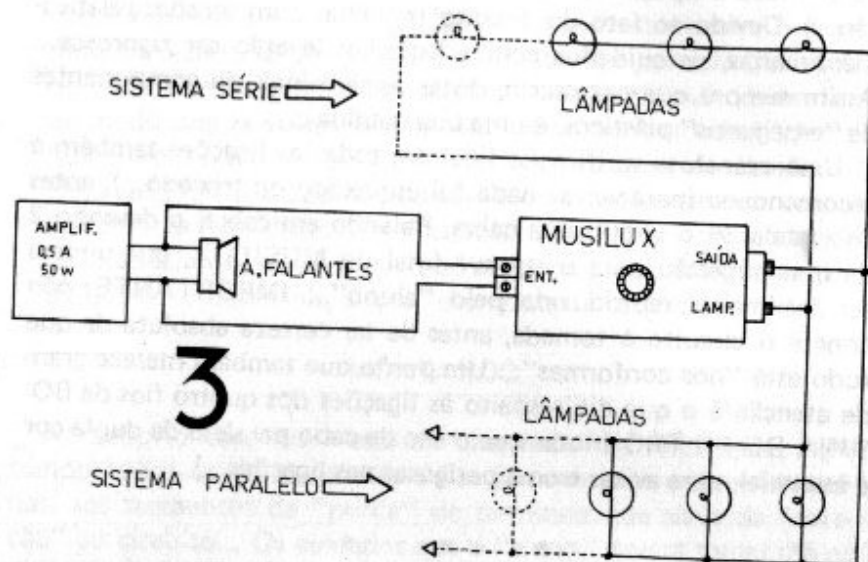 SISTEMA SÉRIE
LÂMPADAS
AMPLIF.
0,5 A
50 w
A. FALANTES
ENT.
MUSILUX
SAÍDA
LAMP.
3
LÂMPADAS
SISTEMA PARALELO